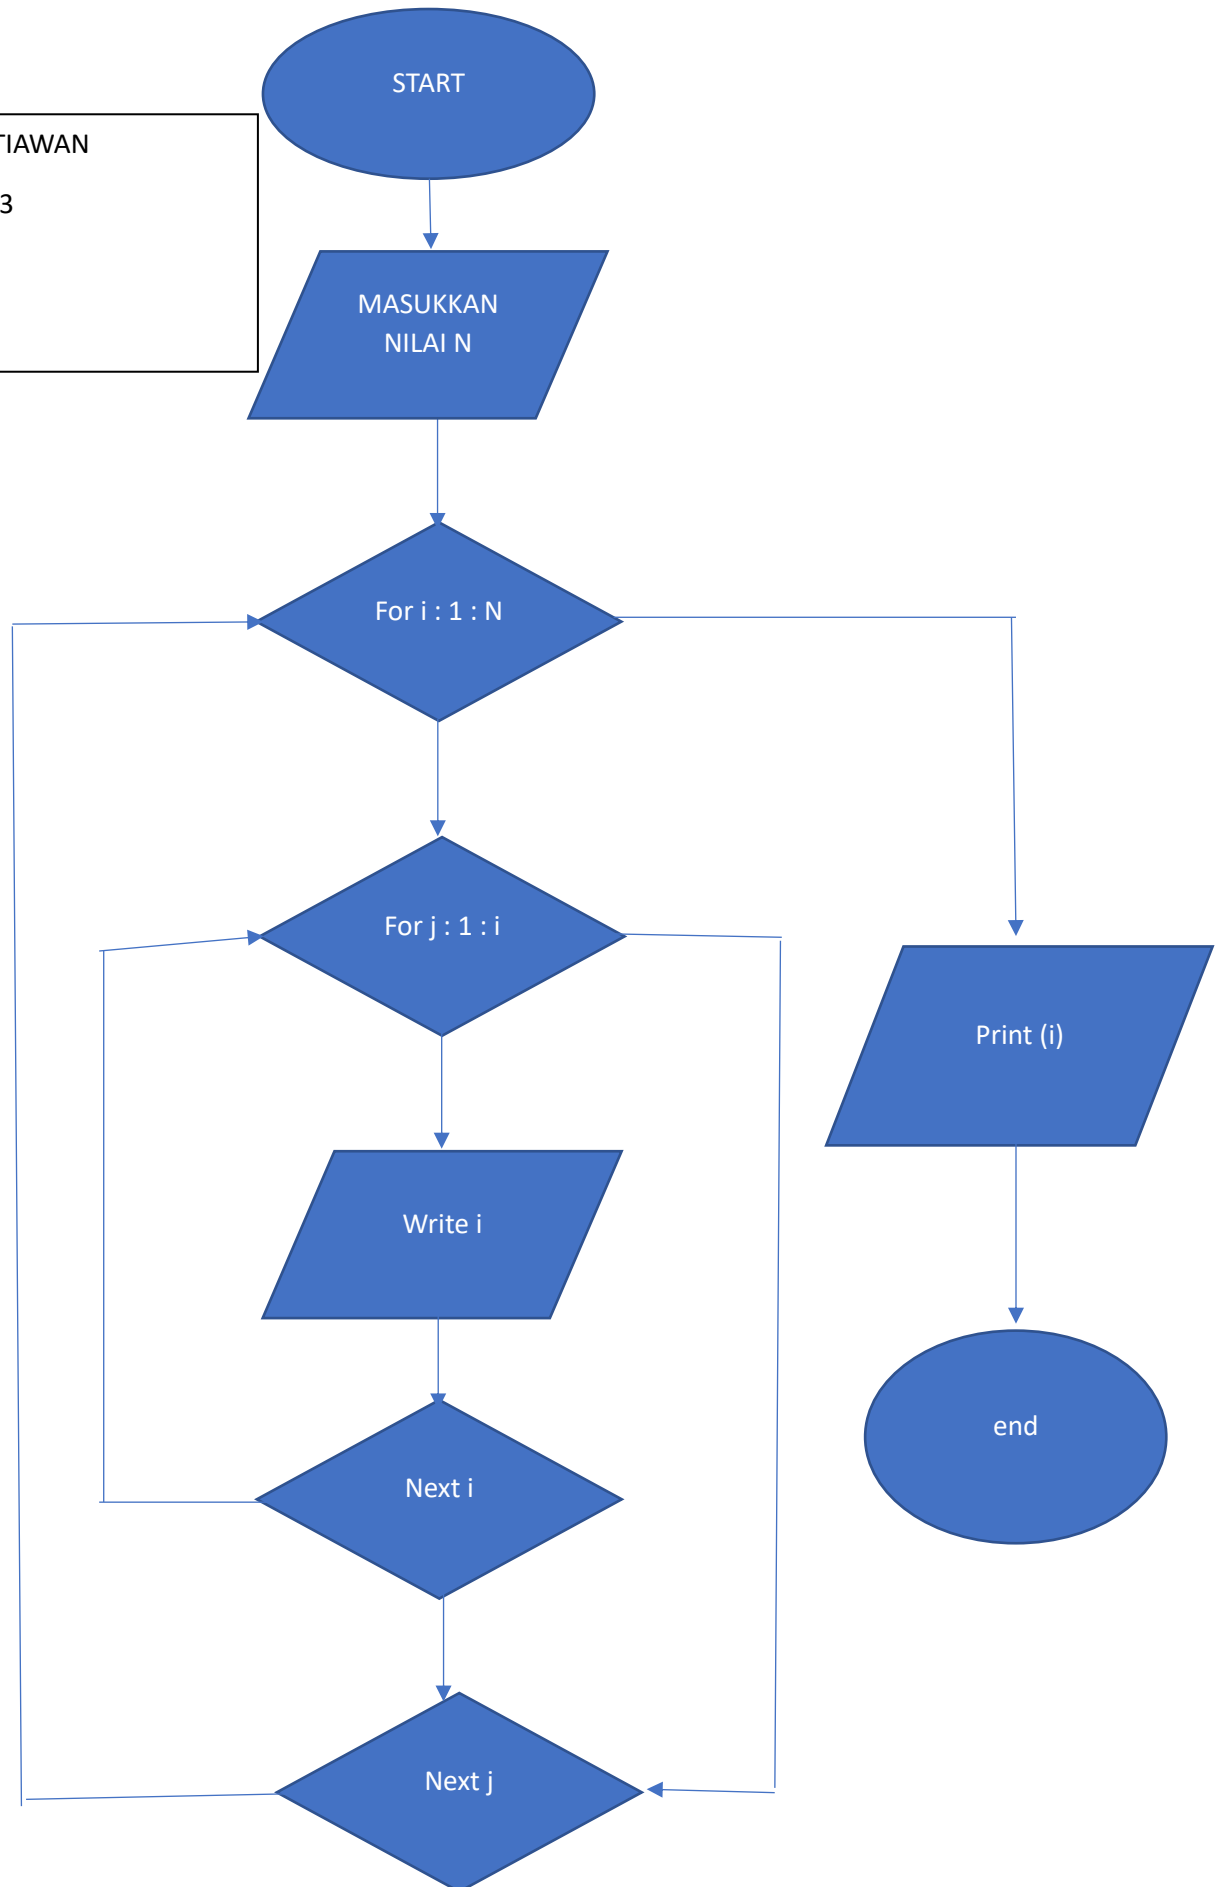 START
TIAWAN
3
MASUKKAN
NILAI N
For i : 1 : N
For j : 1 : i
Print (i)
Write i
end
Next i
Next j